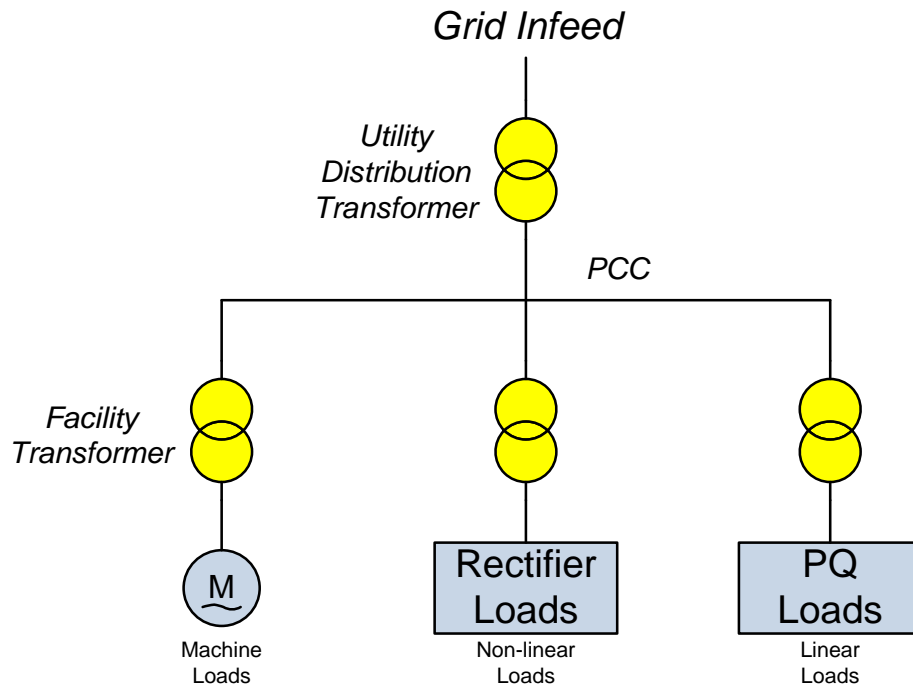 Grid Infeed
Utility
Distribution
Transformer
PCC
Facility
Transformer
M
Rectifier
Loads
PQ
Loads
Machine
Loads
Non-linear
Loads
Linear
Loads